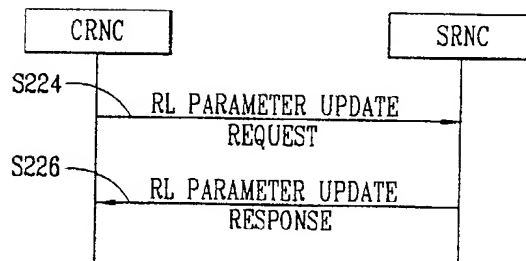 CRNC
SRNC
S224
RL PARAMETER UPDATE
REQUEST
S226
RL PARAMETER UPDATE
RESPONSE